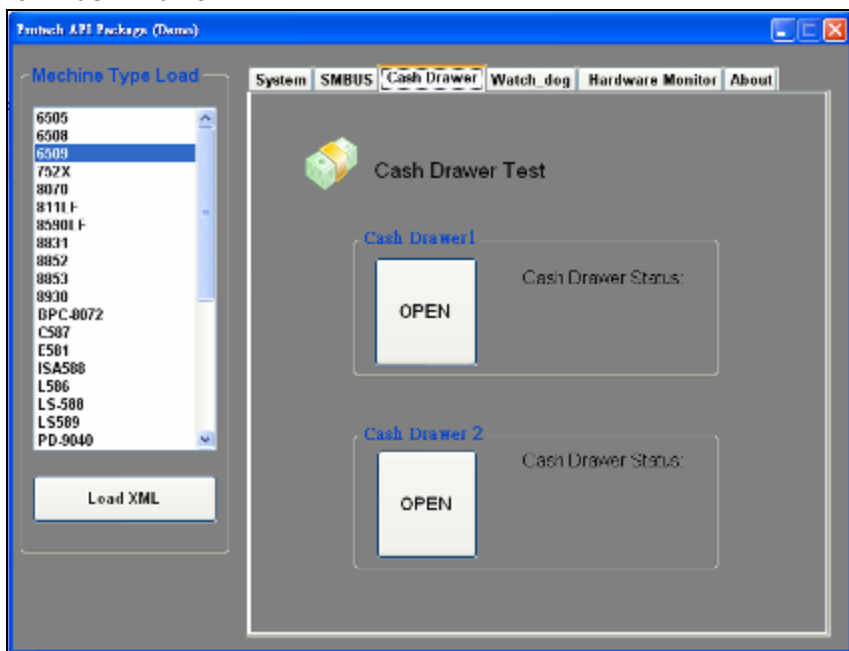 Protech API Package (Demo)
Mechine Type Load
6505
6508
6509
752X
8070
811LF
8590LF
8831
8852
8853
8930
BPC-8072
C587
E581
ISA588
L586
LS-588
LS589
PD-9040
Load XML
System SMBUS Cash Drawer Watch_dog Hardware Monitor About
Cash Drawer Test
Cash Drawer1
OPEN
Cash Drawer Status:
Cash Drawer 2
OPEN
Cash Drawer Status: